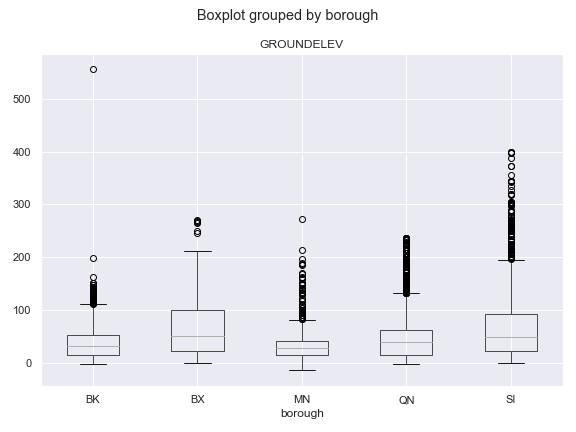 Boxplot grouped by borough
GROUNDELEV
500
400
300
200
100
0
BK BX MN QN SI
borough